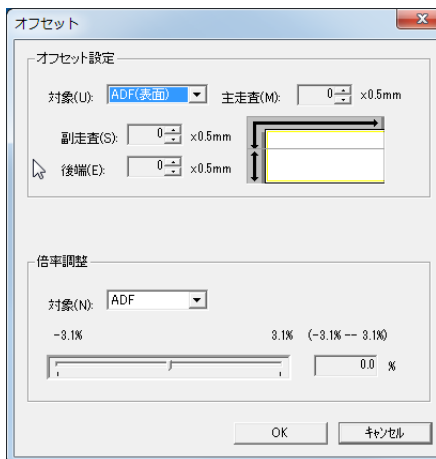 オフセット
オフセット設定
対象(U): ADF(表面) 主走査(M): 0 x0.5mm
副走査(S): 0 x0.5mm
後端(E): 0 x0.5mm
倍率調整
対象(N): ADF
-3.1% 3.1% (-3.1% -- 3.1%)
0.0 %
OK キャンセル